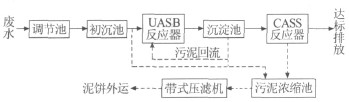 废水
调节池
初沉池
UASB
反应器
沉淀池
CASS
反应器
达标排放
污泥回流
泥饼外运
带式压滤机
污泥浓缩池